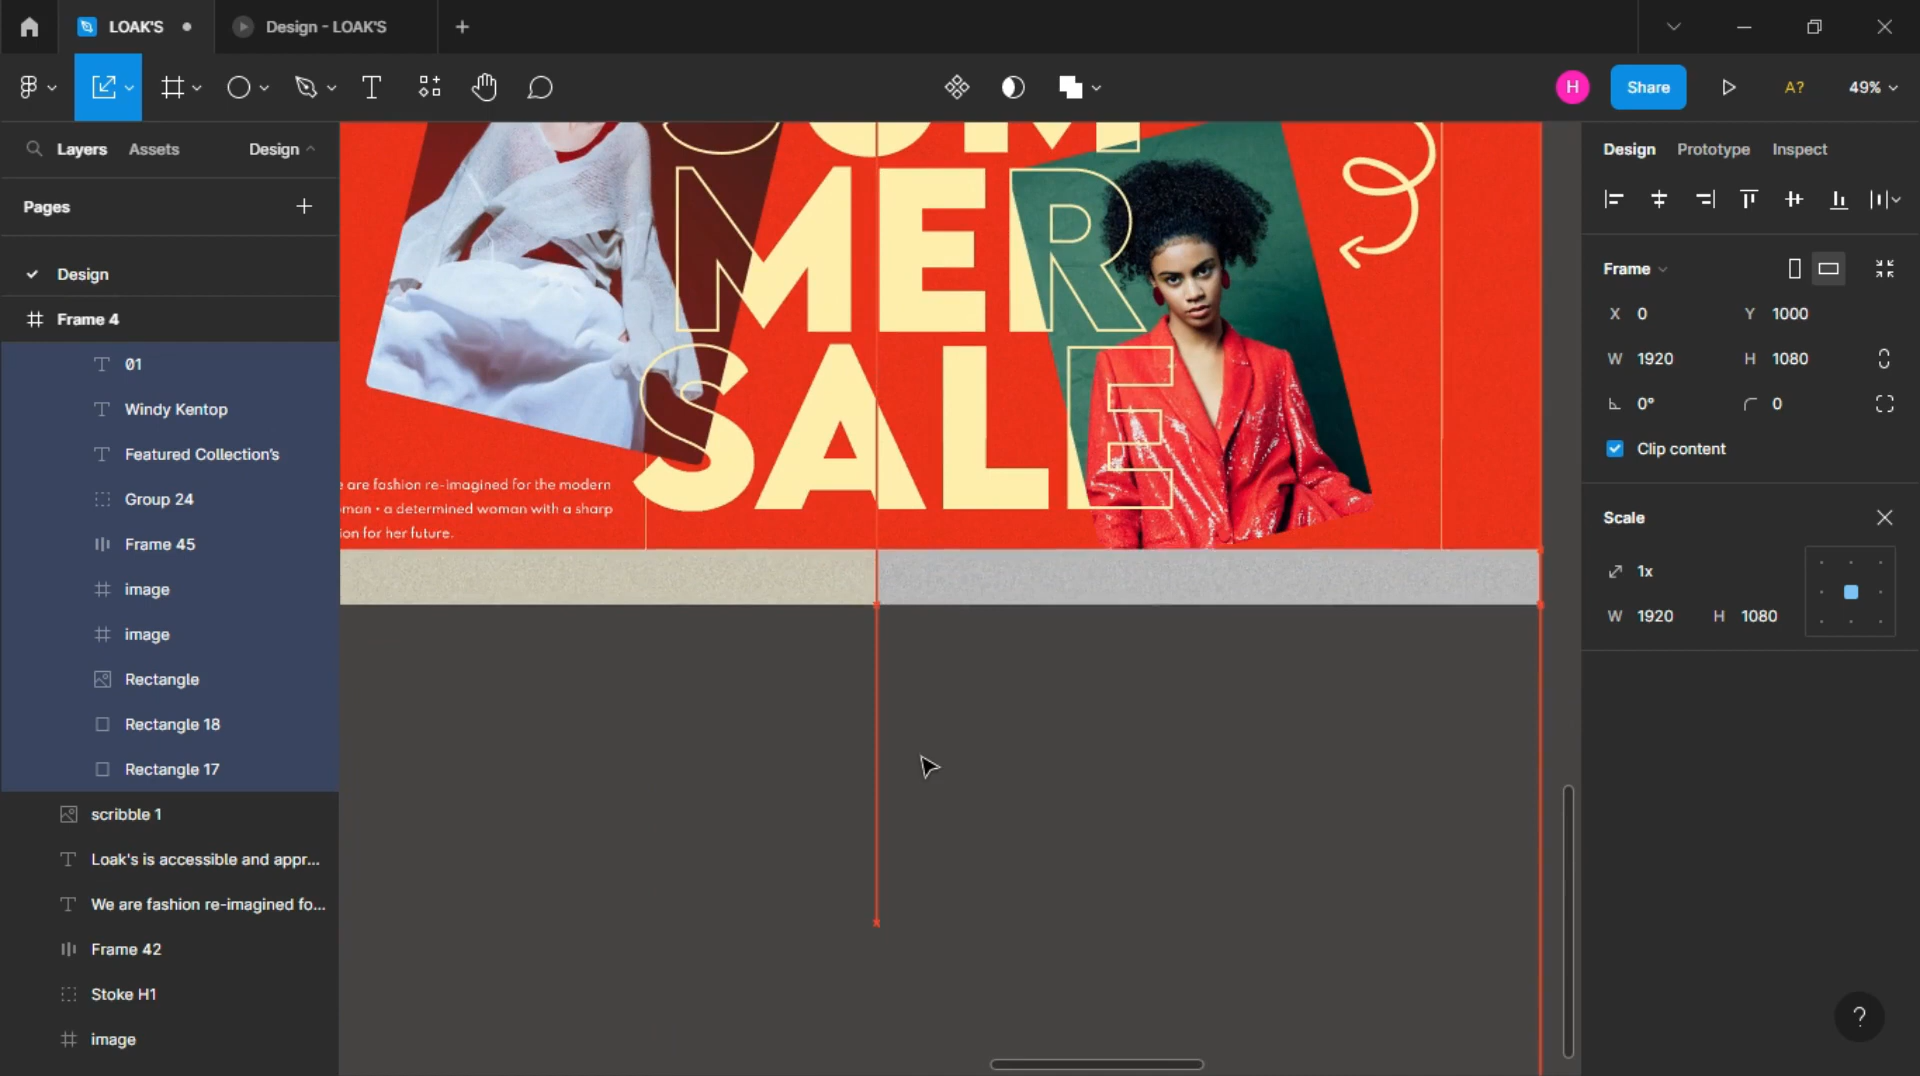 LOAK'S
Design - LOAK'S
Share
A?
49%
H
Layers
Assets
Design
Pages
Design
Frame 4
01
Windy Kentop
Featured Collection's
Group 24
Frame 45
image
image
Rectangle
Rectangle 18
Rectangle 17
scribble 1
Loak's is accessible and appr...
We are fashion re-imagined fo...
Frame 42
Stoke H1
image
MER
SALE
are fashion re-imagined for the modern
• a determined woman with a sharp
for her future.
Design
Prototype
Inspect
Frame
X 0
Y 1000
W 1920
H 1080
0°
0
Clip content
Scale
1x
W 1920
H 1080
?